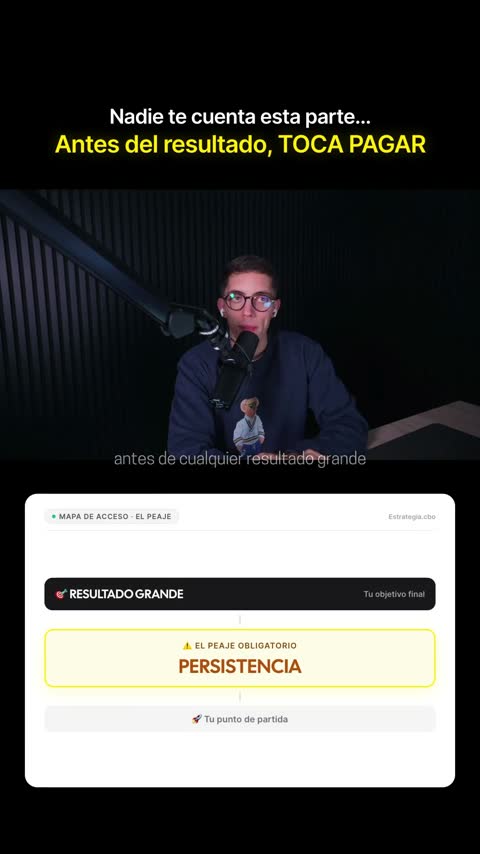 Nadie te cuenta esta parte...
Antes del resultado, TOCA PAGAR
antes de cualquier resultado grande
MAPA DE ACCESO · EL PEAJE
Estrategia.cbo
RESULTADO GRANDE
Tu objetivo final
EL PEAJE OBLIGATORIO
PERSISTENCIA
Tu punto de partida